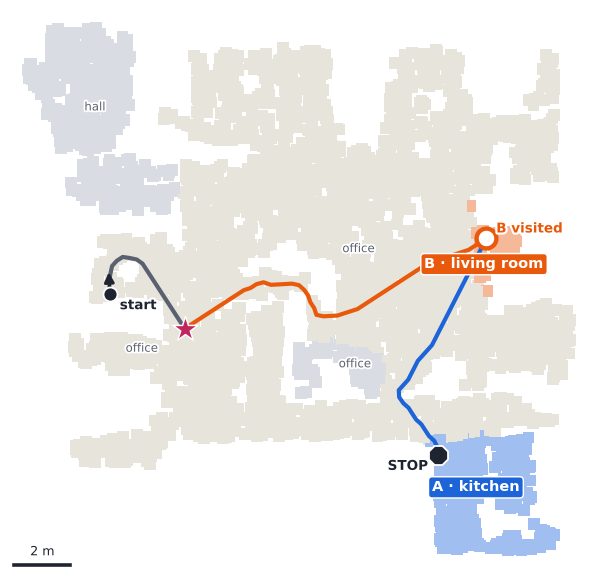 hall
B visited
office
B · living room
start
office
office
STOP
A · kitchen
2 m